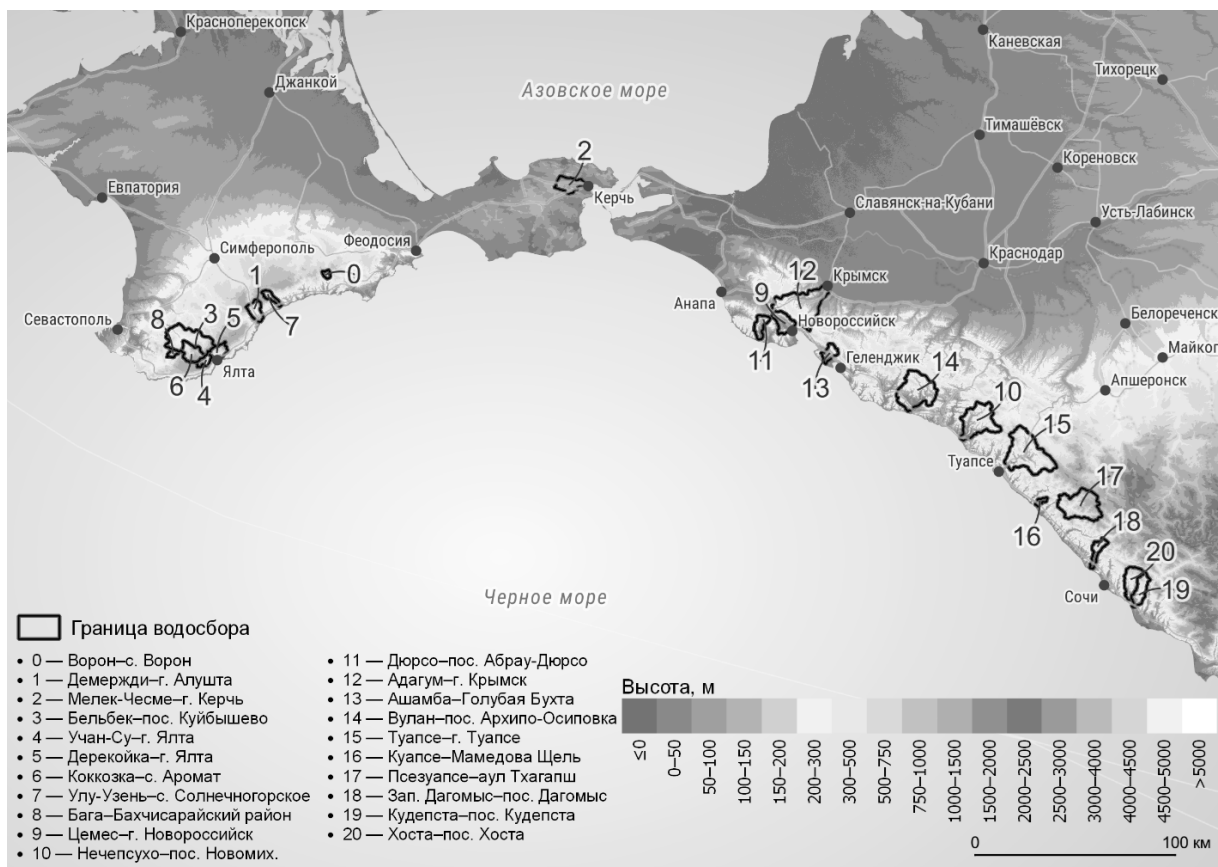 Красноперекопск
Каневская
Тихорецк
Джанкой
Азовское море
Тимашёвск
Кореновск
2
Керчь
Евпатория
Славянск-на-Кубани
Усть-Лабинск
Симферополь
Феодосия
Краснодар
1
0
12
Крымск
Анапа
9
Севастополь
8
3
5
7
Новороссийск
Белореченск
11
Майкоп
6
4
Ялта
13
Геленджик
14
Апшеронск
10
15
Туапсе
17
16
18
20
Сочи
19
Черное море
Граница водосбора
• 0 — Ворон–с. Ворон
• 1 — Демержди–г. Алушта
• 2 — Мелек-Чесме–г. Керчь
• 3 — Бельбек–пос. Куйбышево
• 4 — Учан-Су–г. Ялта
• 5 — Дерекойка–г. Ялта
• 6 — Коккозка–с. Аромат
• 7 — Улу-Узень–с. Солнечногорское
• 8 — Бага–Бахчисарайский район
• 9 — Цемес–г. Новороссийск
• 10 — Нечепсухо–пос. Новомих.
• 11 — Дюрсо–пос. Абрау-Дюрсо
• 12 — Адагум–г. Крымск
• 13 — Ашамба–Голубая Бухта
• 14 — Вулан–пос. Архипо-Осиповка
• 15 — Туапсе–г. Туапсе
• 16 — Куапсе–Мамедова Щель
• 17 — Псезуапсе–аул Тхагапш
• 18 — Зап. Дагомыс–пос. Дагомыс
• 19 — Кудепста–пос. Кудепста
• 20 — Хоста–пос. Хоста
Высота, м
≤0
0–50
50–100
100–150
150–200
200–300
300–500
500–750
750–1000
1000–1500
1500–2000
2000–2500
2500–3000
3000–4000
4000–4500
4500–5000
>5000
0 100 км